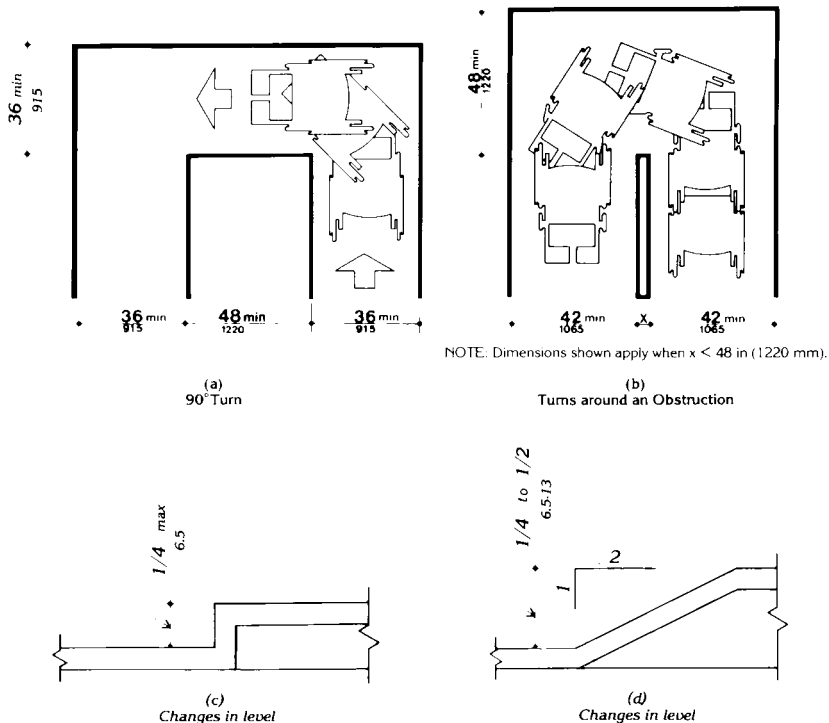 36 min
915
36 min
915
48 min
1220
36 min
915
(a)
90° Turn
48 min
1220
42 min
1065
x
42 min
1065
NOTE: Dimensions shown apply when x < 48 in (1220 mm).
(b)
Turns around an Obstruction
1/4 max
6.5
(c)
Changes in level
1/4 to 1/2
6.5-13
1
2
(d)
Changes in level